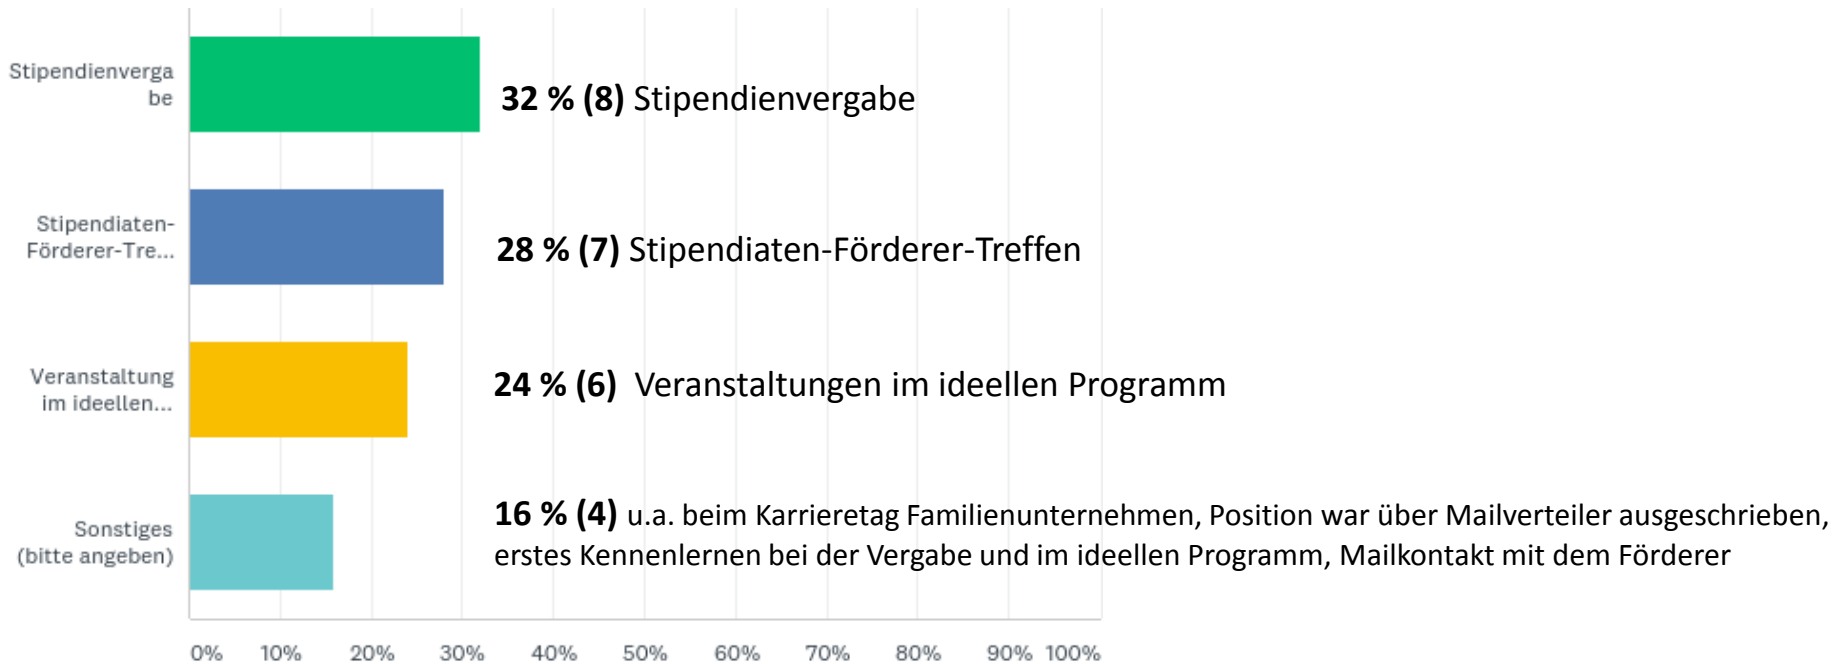 Stipendienverga
be
32 % (8) Stipendienvergabe
Stipendiaten-
Förderer-Tre...
28 % (7) Stipendiaten-Förderer-Treffen
Veranstaltung
im ideellen...
24 % (6)  Veranstaltungen im ideellen Programm
Sonstiges
(bitte angeben)
16 % (4) u.a. beim Karrieretag Familienunternehmen, Position war über Mailverteiler ausgeschrieben,
erstes Kennenlernen bei der Vergabe und im ideellen Programm, Mailkontakt mit dem Förderer
0% 10% 20% 30% 40% 50% 60% 70% 80% 90% 100%